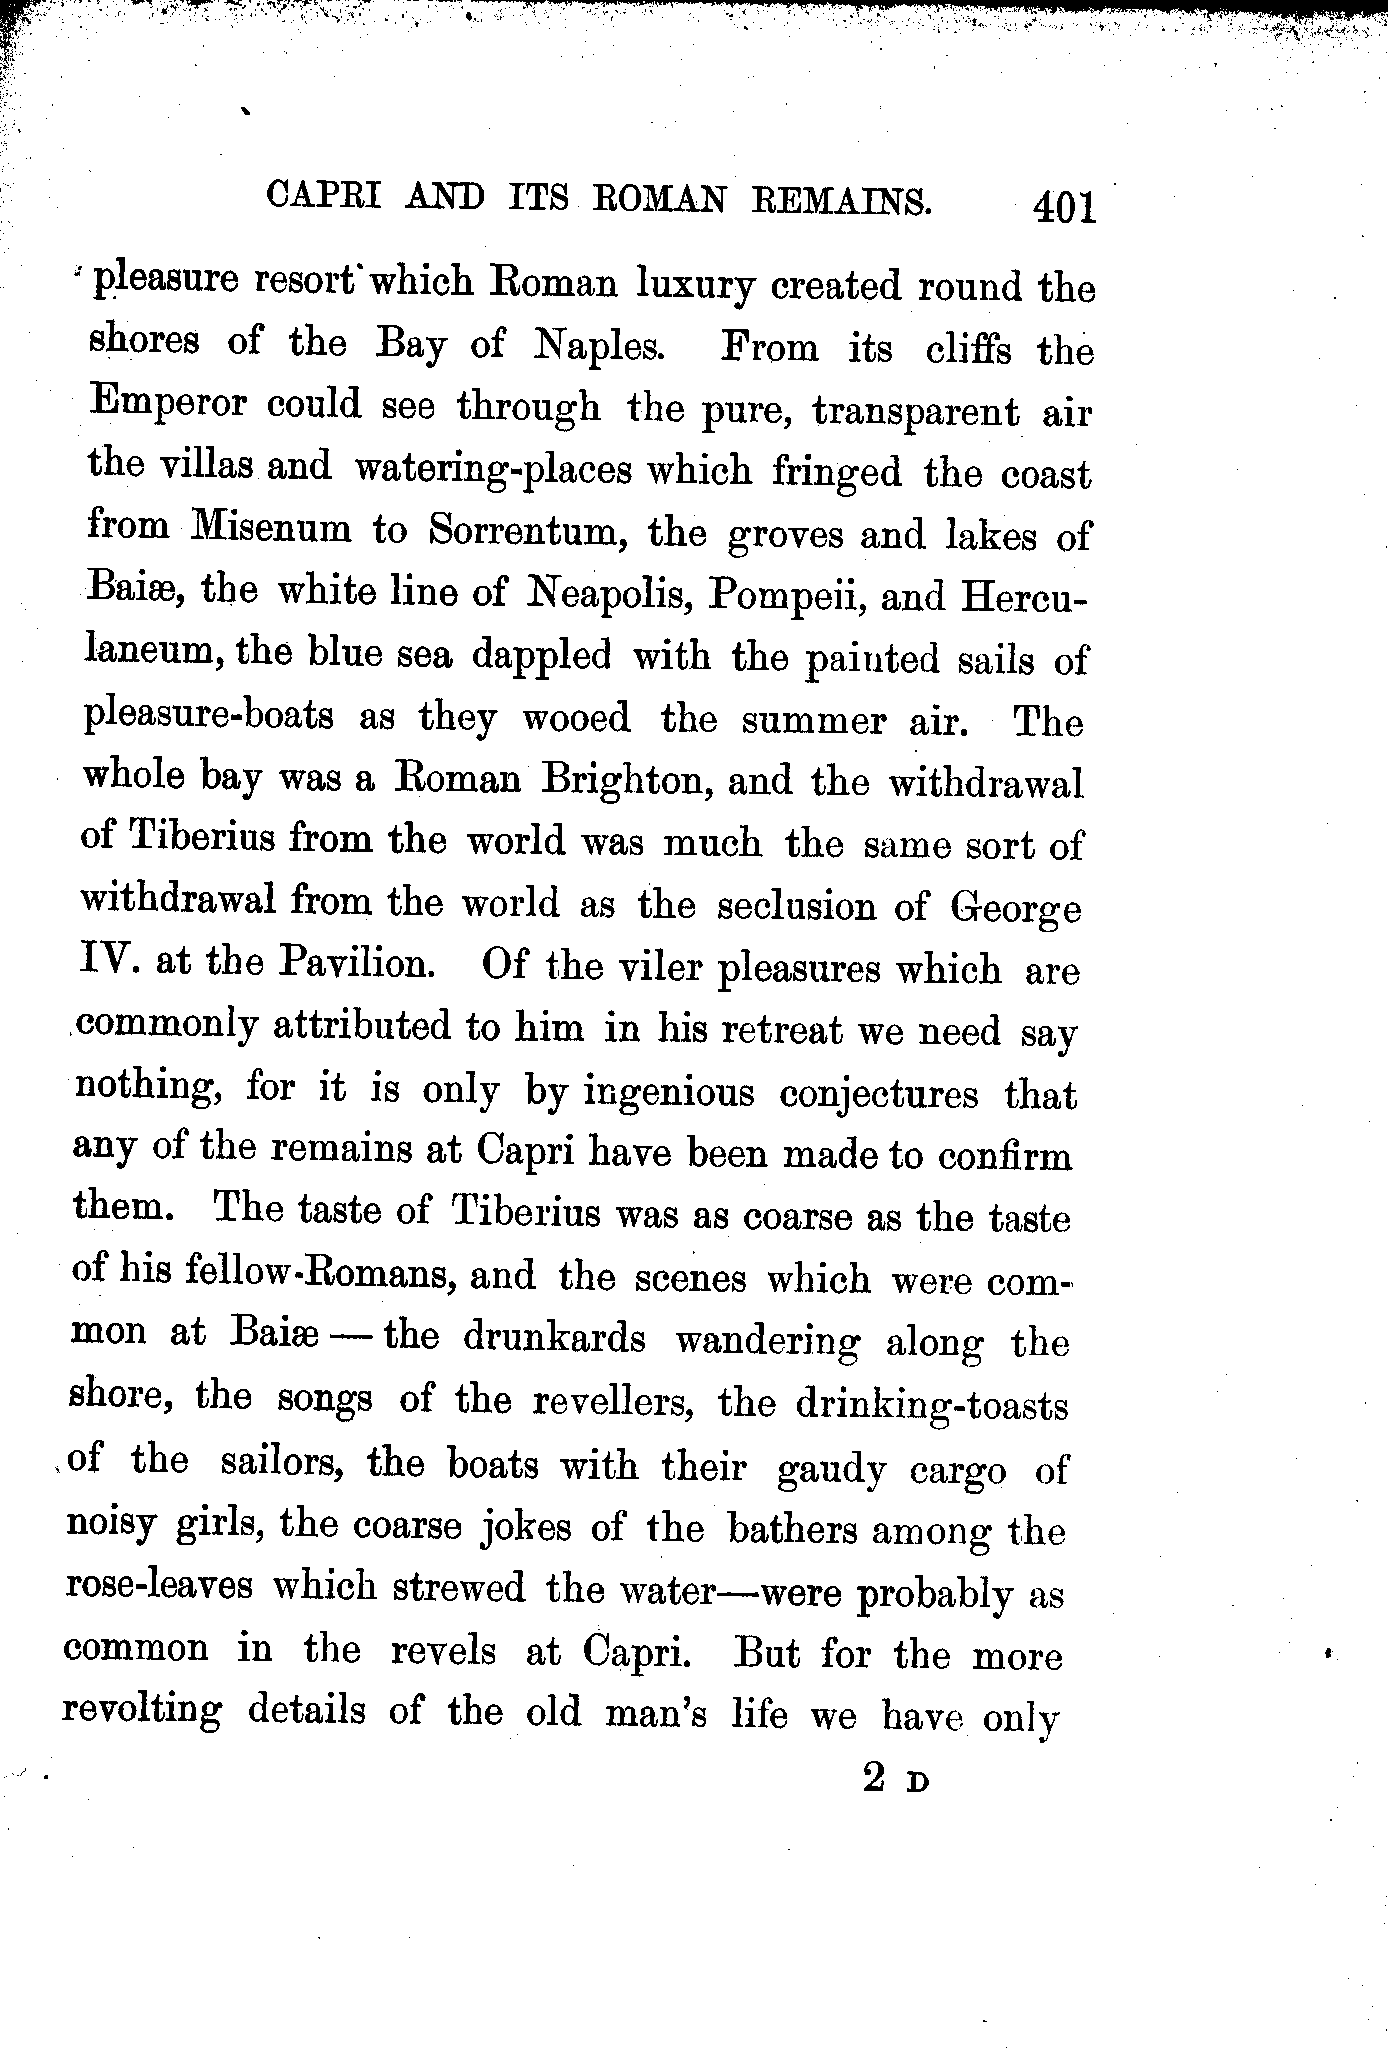 CAPRI AND ITS ROMAN REMAINS. 401
pleasure resort which Roman luxury created round the
shores of the Bay of Naples. From its cliffs the
Emperor could see through the pure, transparent air
the villas and watering-places which fringed the coast
from Misenum to Sorrentum, the groves and lakes of
Baiæ, the white line of Neapolis, Pompeii, and Hercu-
laneum, the blue sea dappled with the painted sails of
pleasure-boats as they wooed the summer air. The
whole bay was a Roman Brighton, and the withdrawal
of Tiberius from the world was much the same sort of
withdrawal from the world as the seclusion of George
IV. at the Pavilion. Of the viler pleasures which are
commonly attributed to him in his retreat we need say
nothing, for it is only by ingenious conjectures that
any of the remains at Capri have been made to confirm
them. The taste of Tiberius was as coarse as the taste
of his fellow-Romans, and the scenes which were com-
mon at Baiæ — the drunkards wandering along the
shore, the songs of the revellers, the drinking-toasts
of the sailors, the boats with their gaudy cargo of
noisy girls, the coarse jokes of the bathers among the
rose-leaves which strewed the water—were probably as
common in the revels at Capri. But for the more
revolting details of the old man's life we have only
2 D